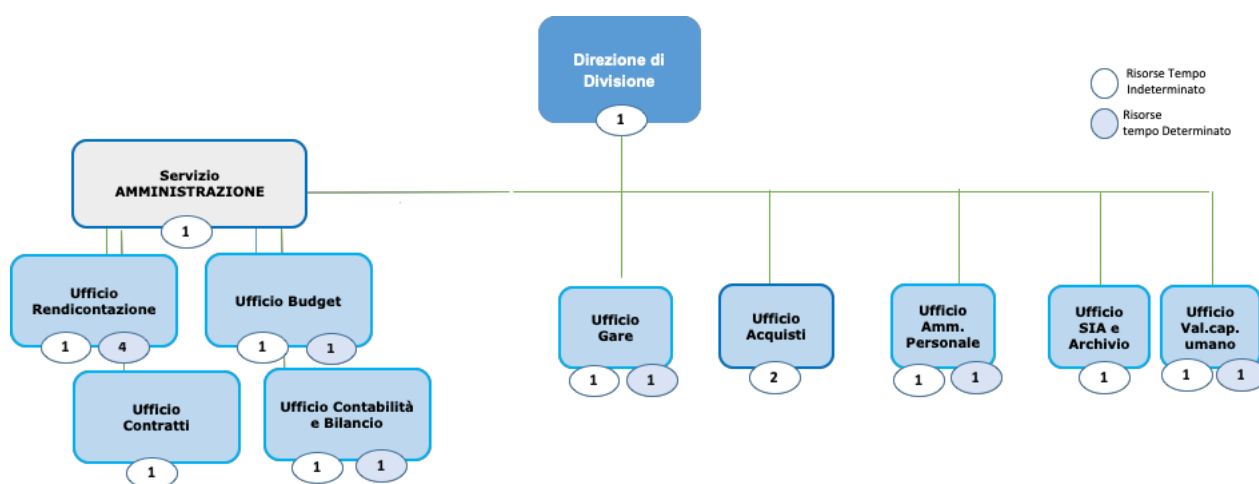 Direzione di
Divisione
1
Risorse Tempo
Indeterminato
Risorse
tempo Determinato
Servizio
AMMINISTRAZIONE
1
Ufficio
Rendicontazione
1
4
Ufficio Budget
1
1
Ufficio
Contratti
1
Ufficio Contabilità
e Bilancio
1
1
Ufficio
Gare
1
1
Ufficio
Acquisti
2
Ufficio
Amm.
Personale
1
1
Ufficio
SIA e
Archivio
1
Ufficio
Val.cap.
umano
1
1